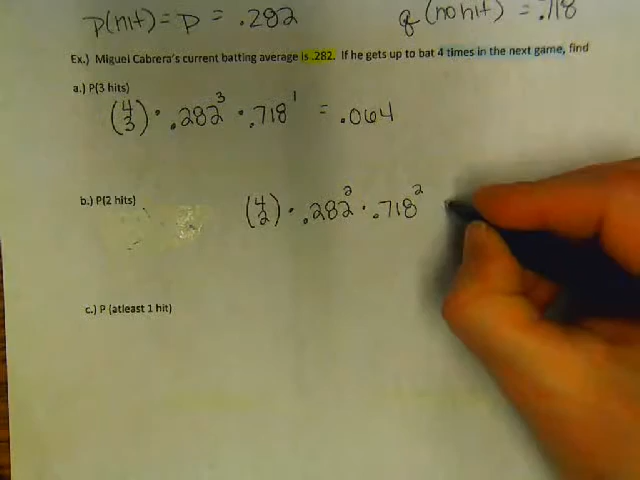 p(hit) = p = .282 q (no hit) = .718
Ex.) Miguel Cabrera's current batting average is .282. If he gets up to bat 4 times in the next game, find
a.) P(3 hits)
(4 3) · .282^3 · .718^1 = .064
b.) P(2 hits) (4 2) · .282^2 · .718^2
c.) P (atleast 1 hit)